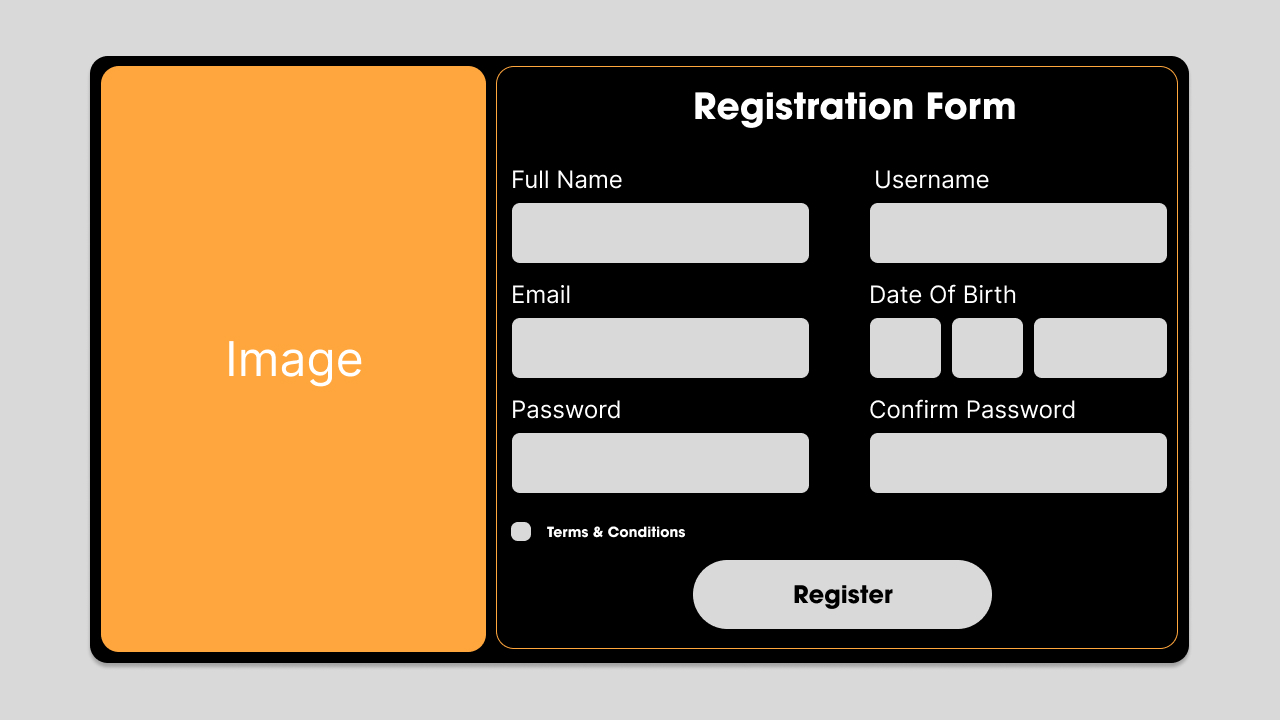 Image
Registration Form
Full Name
Username
Email
Date Of Birth
Password
Confirm Password
Terms & Conditions
Register